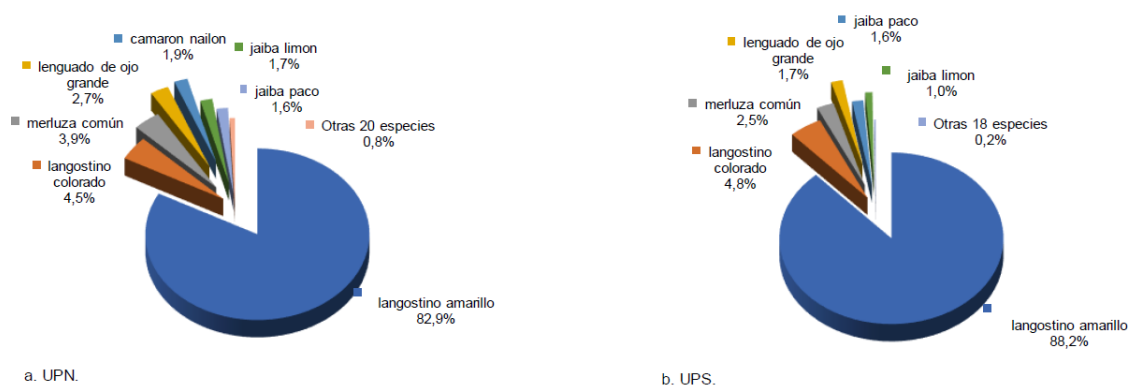 camaron nailon
1,9%
jaiba limon
1,7%
lenguado de ojo
grande
2,7%
jaiba paco
1,6%
merluza común
3,9%
Otras 20 especies
0,8%
langostino
colorado
4,5%
langostino amarillo
82,9%
a. UPN.
jaiba paco
1,6%
lenguado de ojo
grande
1,7%
jaiba limon
1,0%
merluza común
2,5%
Otras 18 especies
0,2%
langostino
colorado
4,8%
langostino amarillo
88,2%
b. UPS.